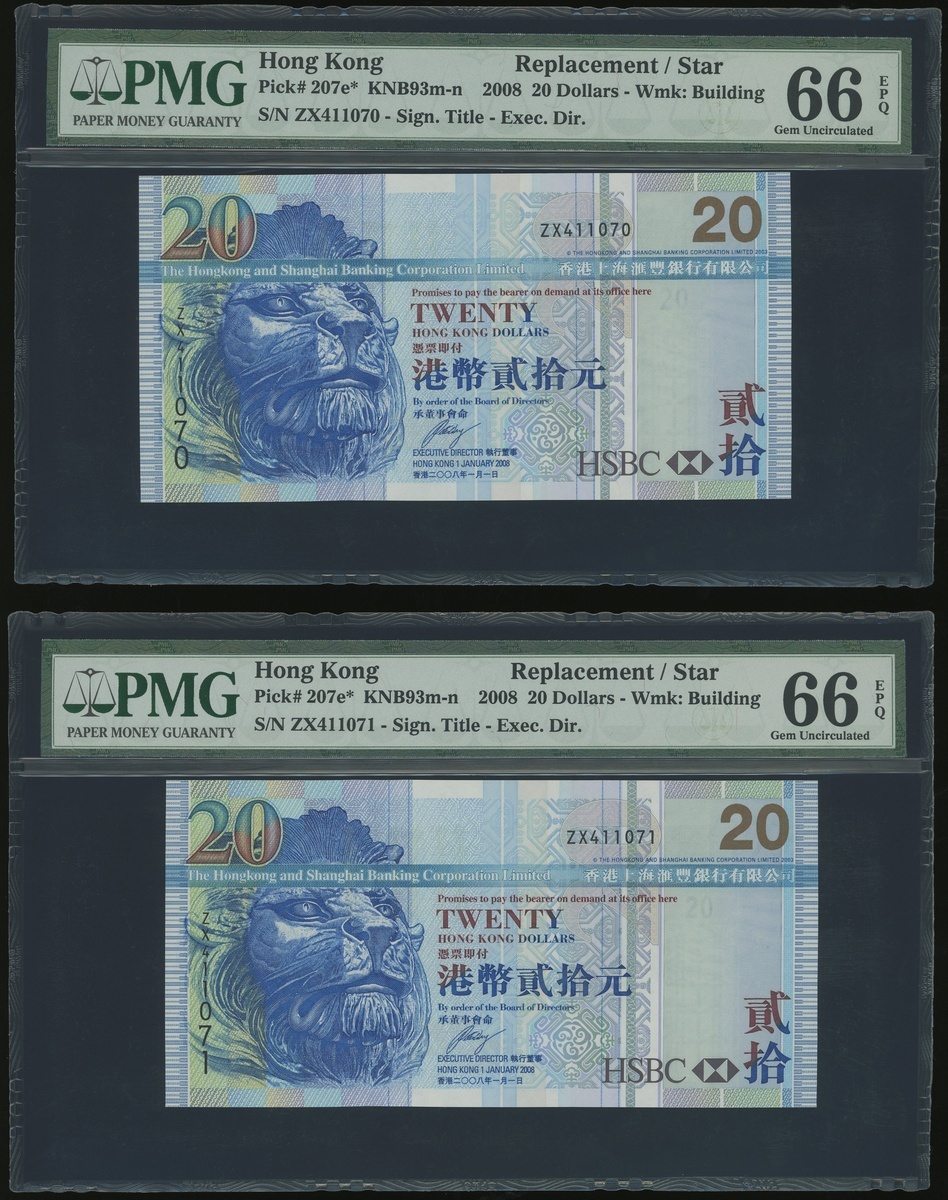 PMG
PAPER MONEY GUARANTY
Hong Kong Replacement / Star
Pick# 207e* KNB93m-n 2008 20 Dollars - Wmk: Building
S/N ZX411070 - Sign. Title - Exec. Dir.
66 EPQ
Gem Uncirculated
20
ZX411070
20
© THE HONGKONG AND SHANGHAI BANKING CORPORATION LIMITED 2003
The Hongkong and Shanghai Banking Corporation Limited 香港上海滙豐銀行有限公司
Promises to pay the bearer on demand at its office here
20
TWENTY
HONG KONG DOLLARS
憑票即付
港幣貳拾元
By order of the Board of Directors
承董事會命
EXECUTIVE DIRECTOR 執行董事
HONG KONG 1 JANUARY 2008
香港二〇〇八年一月一日
ZX411070
HSBC
貳拾
PMG
PAPER MONEY GUARANTY
Hong Kong Replacement / Star
Pick# 207e* KNB93m-n 2008 20 Dollars - Wmk: Building
S/N ZX411071 - Sign. Title - Exec. Dir.
66 EPQ
Gem Uncirculated
20
ZX411071
20
© THE HONGKONG AND SHANGHAI BANKING CORPORATION LIMITED 2003
The Hongkong and Shanghai Banking Corporation Limited 香港上海滙豐銀行有限公司
Promises to pay the bearer on demand at its office here
20
TWENTY
HONG KONG DOLLARS
憑票即付
港幣貳拾元
By order of the Board of Directors
承董事會命
EXECUTIVE DIRECTOR 執行董事
HONG KONG 1 JANUARY 2008
香港二〇〇八年一月一日
ZX411071
HSBC
貳拾